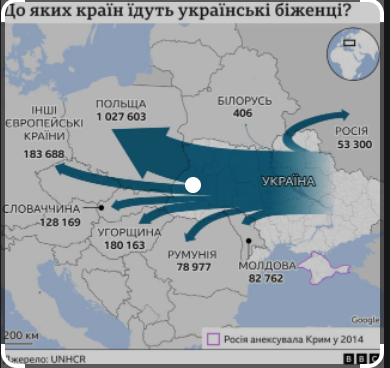 До яких країн їдуть українські біженці?
ІНШІ
ЄВРОПЕЙСЬКІ
КРАЇНИ
183 688
ПОЛЬЩА
1 027 603
БІЛОРУСЬ
406
РОСІЯ
53 300
УКРАЇНА
СЛОВАЧЧИНА
128 169
УГОРЩИНА
180 163
РУМУНІЯ
78 977
МОЛДОВА
82 762
Google
200 км
Росія анексувала Крим у 2014
Джерело: UNHCR
BBC